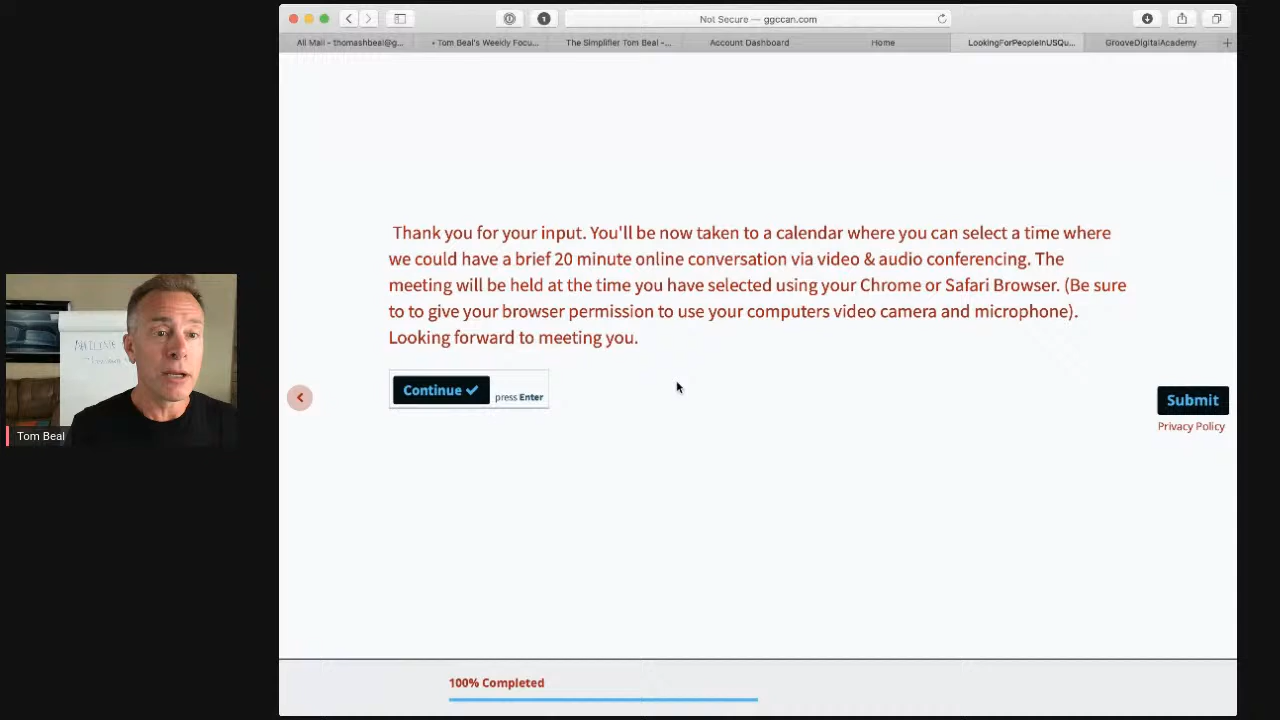 Not Secure — ggccan.com
All Mail - thomashbeal@g...
• Tom Beal's Weekly Focu...
The Simplifier Tom Beal -...
Account Dashboard
Home
LookingForPeopleInUSQu...
GrooveDigitalAcademy
Thank you for your input. You'll be now taken to a calendar where you can select a time where
we could have a brief 20 minute online conversation via video & audio conferencing. The
meeting will be held at the time you have selected using your Chrome or Safari Browser. (Be sure
to to give your browser permission to use your computers video camera and microphone).
Looking forward to meeting you.
Continue ✓
press Enter
Submit
Privacy Policy
Tom Beal
100% Completed